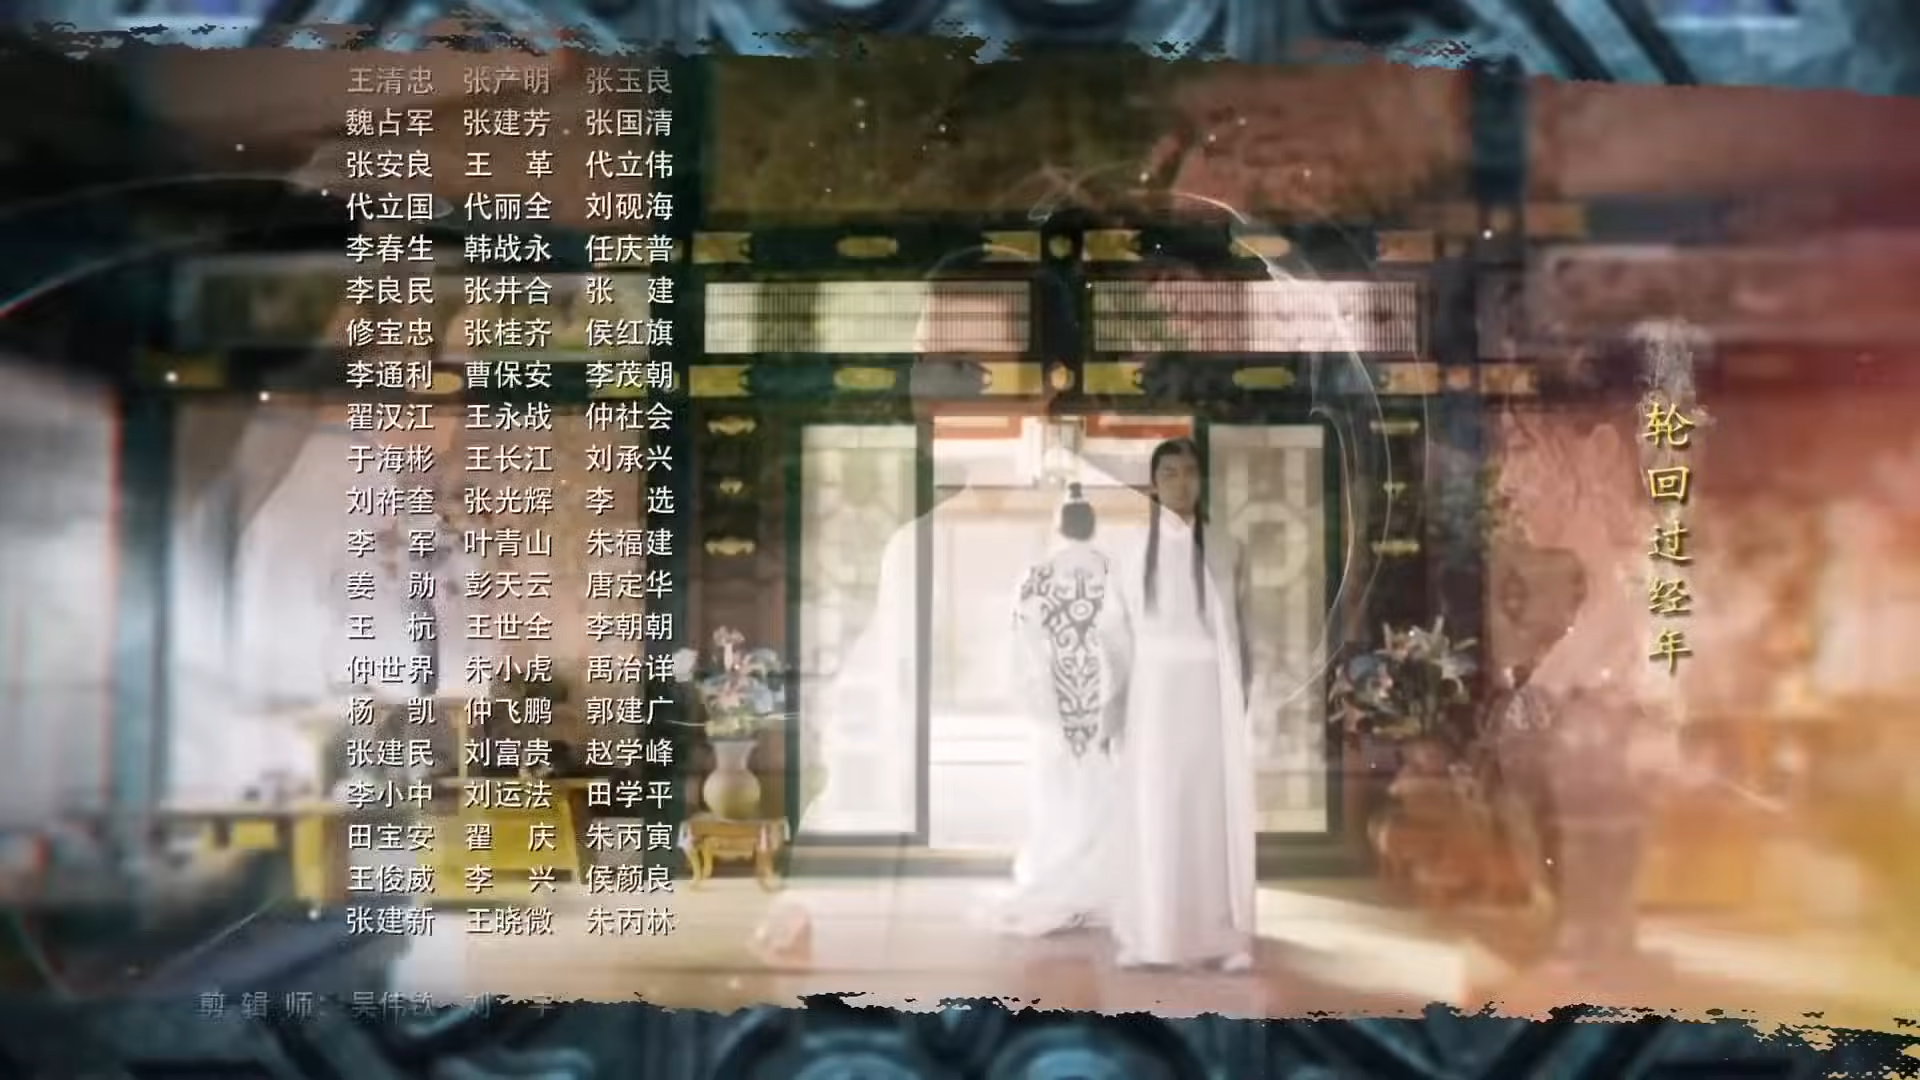 王清忠 张产明 张玉良
魏占军 张建芳 张国清
张安良 王 革 代立伟
代立国 代丽全 刘砚海
李春生 韩战永 任庆普
李良民 张井合 张 建
修宝忠 张桂齐 侯红旗
李通利 曹保安 李茂朝
翟汉江 王永战 仲社会
于海彬 王长江 刘承兴
刘祚奎 张光辉 李 选
李 军 叶青山 朱福建
姜 勋 彭天云 唐定华
王 杭 王世全 李朝朝
仲世界 朱小虎 禹治详
杨 凯 仲飞鹏 郭建广
张建民 刘富贵 赵学峰
李小中 刘运法 田学平
田宝安 翟 庆 朱丙寅
王俊威 李 兴 侯颜良
张建新 王晓微 朱丙林
剪 辑 师: 吴伟 刘
轮回过经年